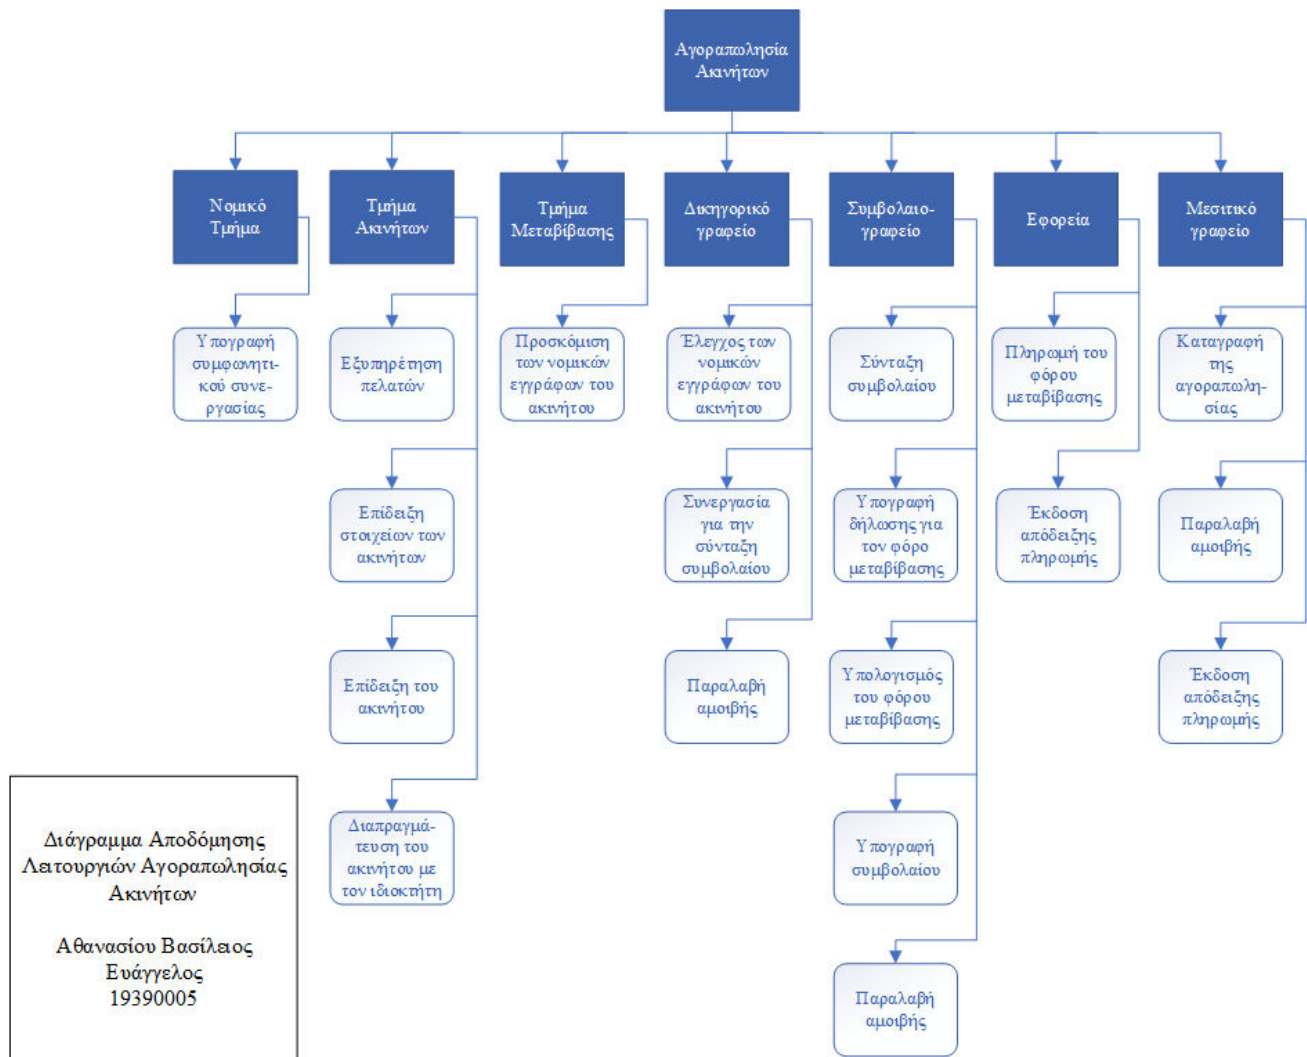 Αγοραπωλησία
Ακινήτων
Νομικό
Τμήμα
Τμήμα
Ακινήτων
Τμήμα
Μεταβίβασης
Δικηγορικό
γραφείο
Συμβολαιο-
γραφείο
Εφορεία
Μεσιτικό
γραφείο
Υπογραφή
συμφωνητι-
κού συνε-
ργασίας
Εξυπηρέτηση
πελατών
Προσκόμιση
των νομικών
εγγράφων του
ακινήτου
Έλεγχος των
νομικών
εγγράφων του
ακινήτου
Σύνταξη
συμβολαίου
Πληρωμή του
φόρου
μεταβίβασης
Καταγραφή
της
αγοραπωλη-
σίας
Επίδειξη
στοιχείων των
ακινήτων
Συνεργασία
για την
σύνταξη
συμβολαίου
Υπογραφή
δήλωσης για
τον φόρο
μεταβίβασης
Έκδοση
απόδειξης
πληρωμής
Παραλαβή
αμοιβής
Επίδειξη του
ακινήτου
Παραλαβή
αμοιβής
Υπολογισμός
του φόρου
μεταβίβασης
Έκδοση
απόδειξης
πληρωμής
Διαπραγμά-
τευση του
ακινήτου με
τον ιδιοκτήτη
Υπογραφή
συμβολαίου
Παραλαβή
αμοιβής
Διάγραμμα Αποδόμησης
Λειτουργιών Αγοραπωλησίας
Ακινήτων
Αθανασίου Βασίλειος
Ευάγγελος
19390005